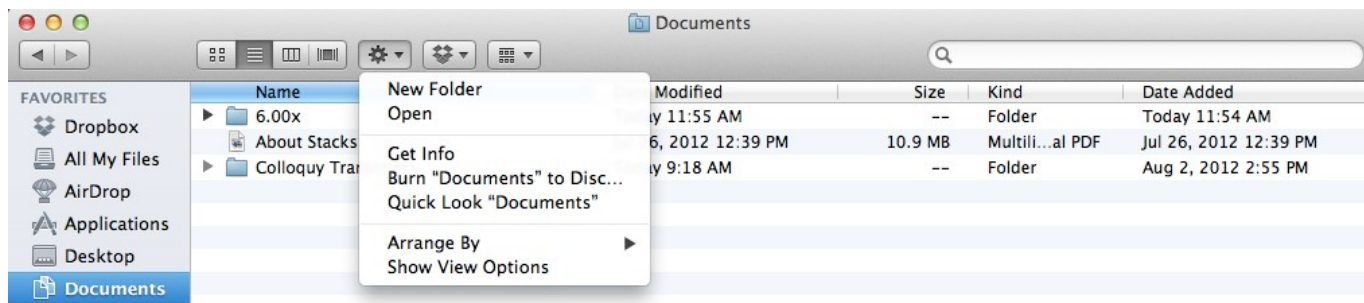 Documents
FAVORITES
Dropbox
All My Files
AirDrop
Applications
Desktop
Documents
Name Modified Size Kind Date Added
6.00x 11:55 AM -- Folder Today 11:54 AM
About Stacks 2012 12:39 PM 10.9 MB Multili...al PDF Jul 26, 2012 12:39 PM
Colloquy 9:18 AM -- Folder Aug 2, 2012 2:55 PM
New Folder
Open
Get Info
Burn “Documents” to Disc...
Quick Look “Documents”
Arrange By
Show View Options